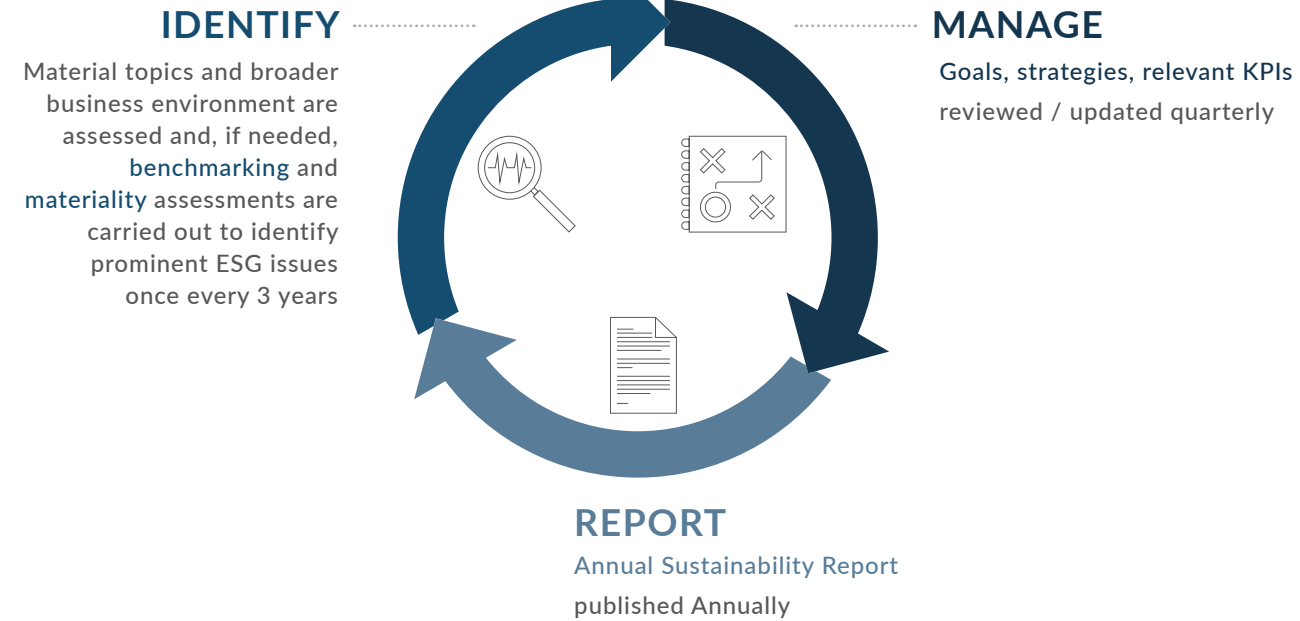 IDENTIFY
Material topics and broader
business environment are
assessed and, if needed,
benchmarking and
materiality assessments are
carried out to identify
prominent ESG issues
once every 3 years
MANAGE
Goals, strategies, relevant KPIs
reviewed / updated quarterly
REPORT
Annual Sustainability Report
published Annually